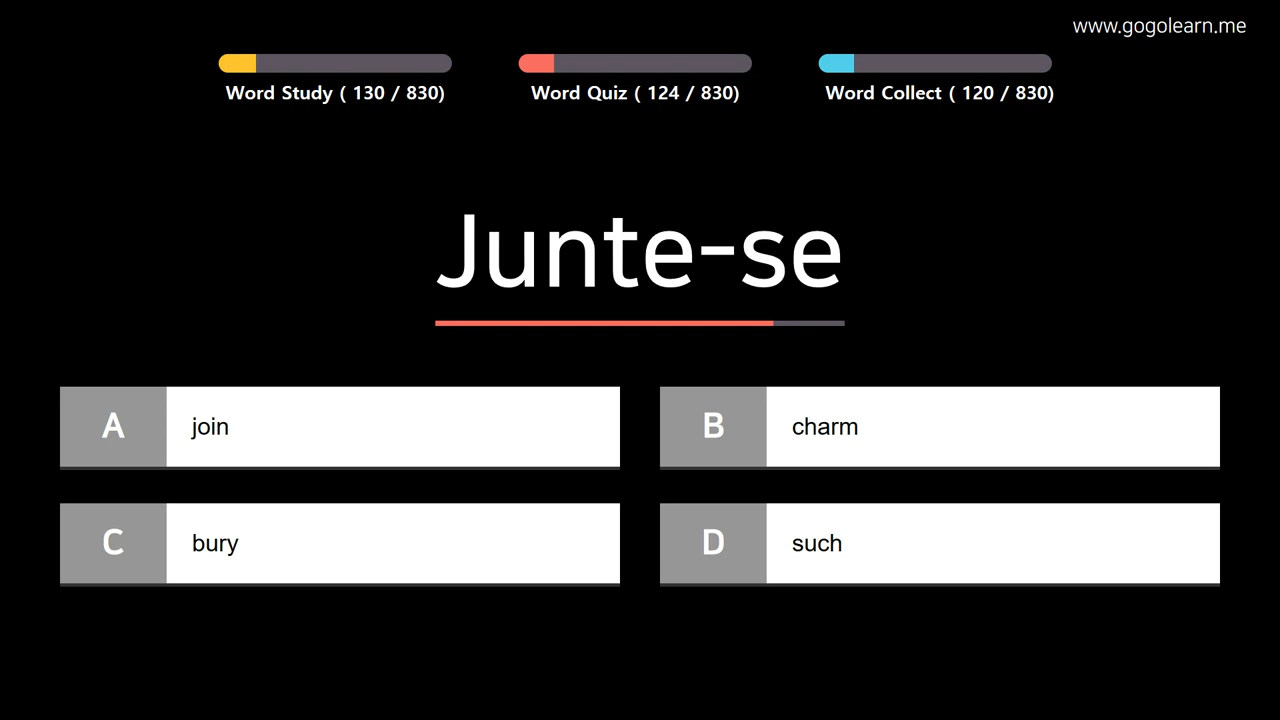 www.gogolearn.me
Word Study ( 130 / 830)
Word Quiz ( 124 / 830)
Word Collect ( 120 / 830)
Junte-se
A join
B charm
C bury
D such